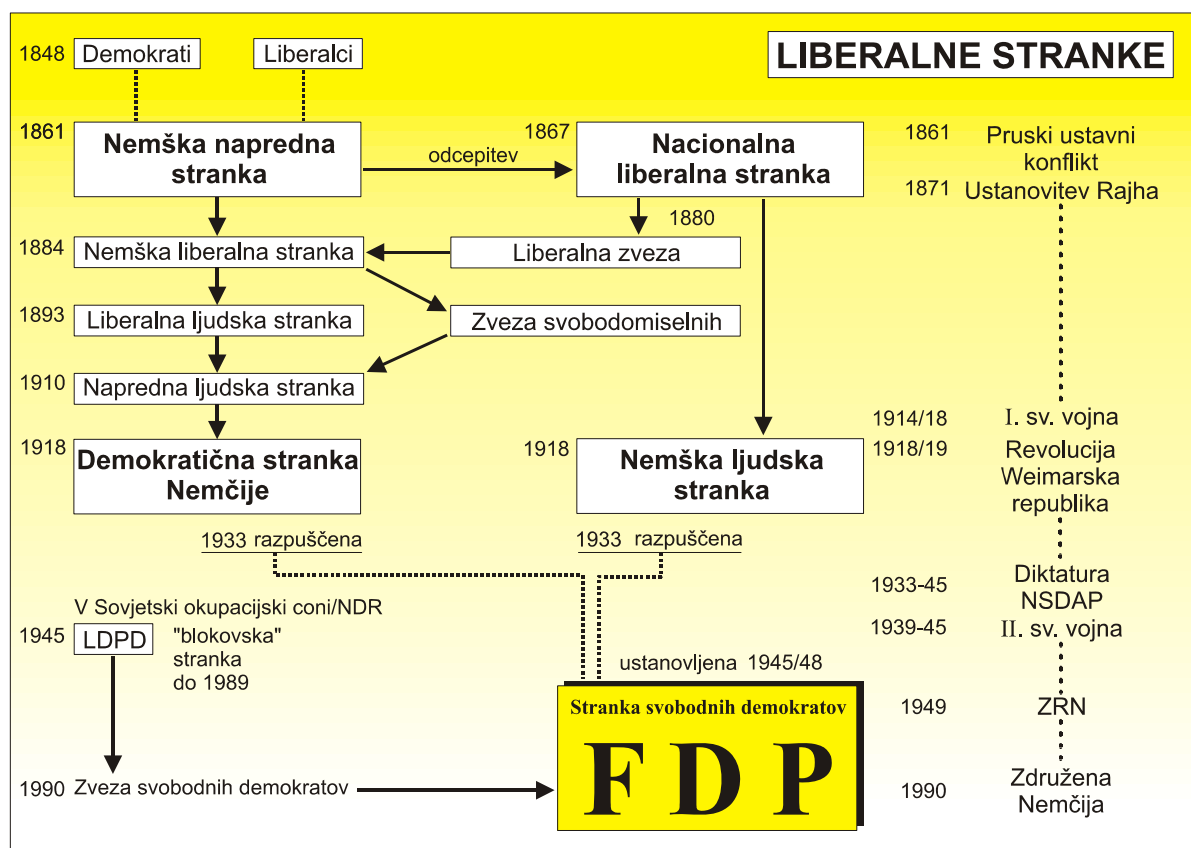 LIBERALNE STRANKE
1848 Demokrati Liberalci
1861 Nemška napredna
stranka
odcepitev
1867 Nacionalna
liberalna stranka
1880
1884 Nemška liberalna stranka
Liberalna zveza
1893 Liberalna ljudska stranka
Zveza svobodomiselnih
1910 Napredna ljudska stranka
1918 Demokratična stranka
Nemčije
1918 Nemška ljudska
stranka
1933 razpuščena
1933 razpuščena
V Sovjetski okupacijski coni/NDR
1945 LDPD "blokovska"
stranka
do 1989
ustanovljena 1945/48
Stranka svobodnih demokratov
F D P
1990 Zveza svobodnih demokratov
1861 Pruski ustavni
konflikt
1871 Ustanovitev Rajha
1914/18 I. sv. vojna
1918/19 Revolucija
Weimarska
republika
1933-45 Diktatura
NSDAP
1939-45 II. sv. vojna
1949 ZRN
1990 Združena
Nemčija